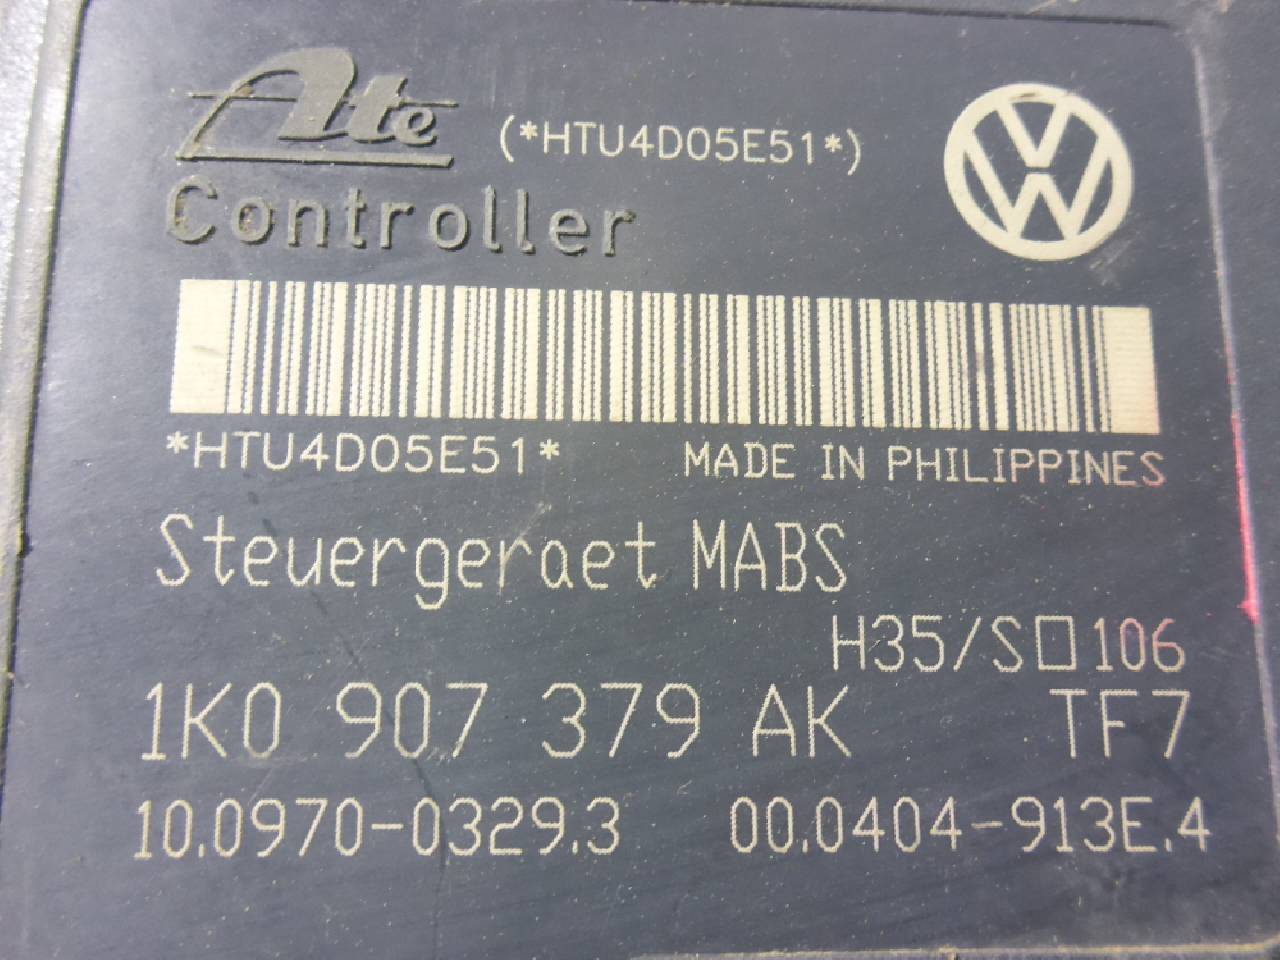 Ate (*HTU4D05E51*)
Controller
*HTU4D05E51* MADE IN PHILIPPINES
Steuergeraet MABS
H35/S□106
1K0 907 379 AK TF7
10.0970-0329.3 00.0404-913E.4